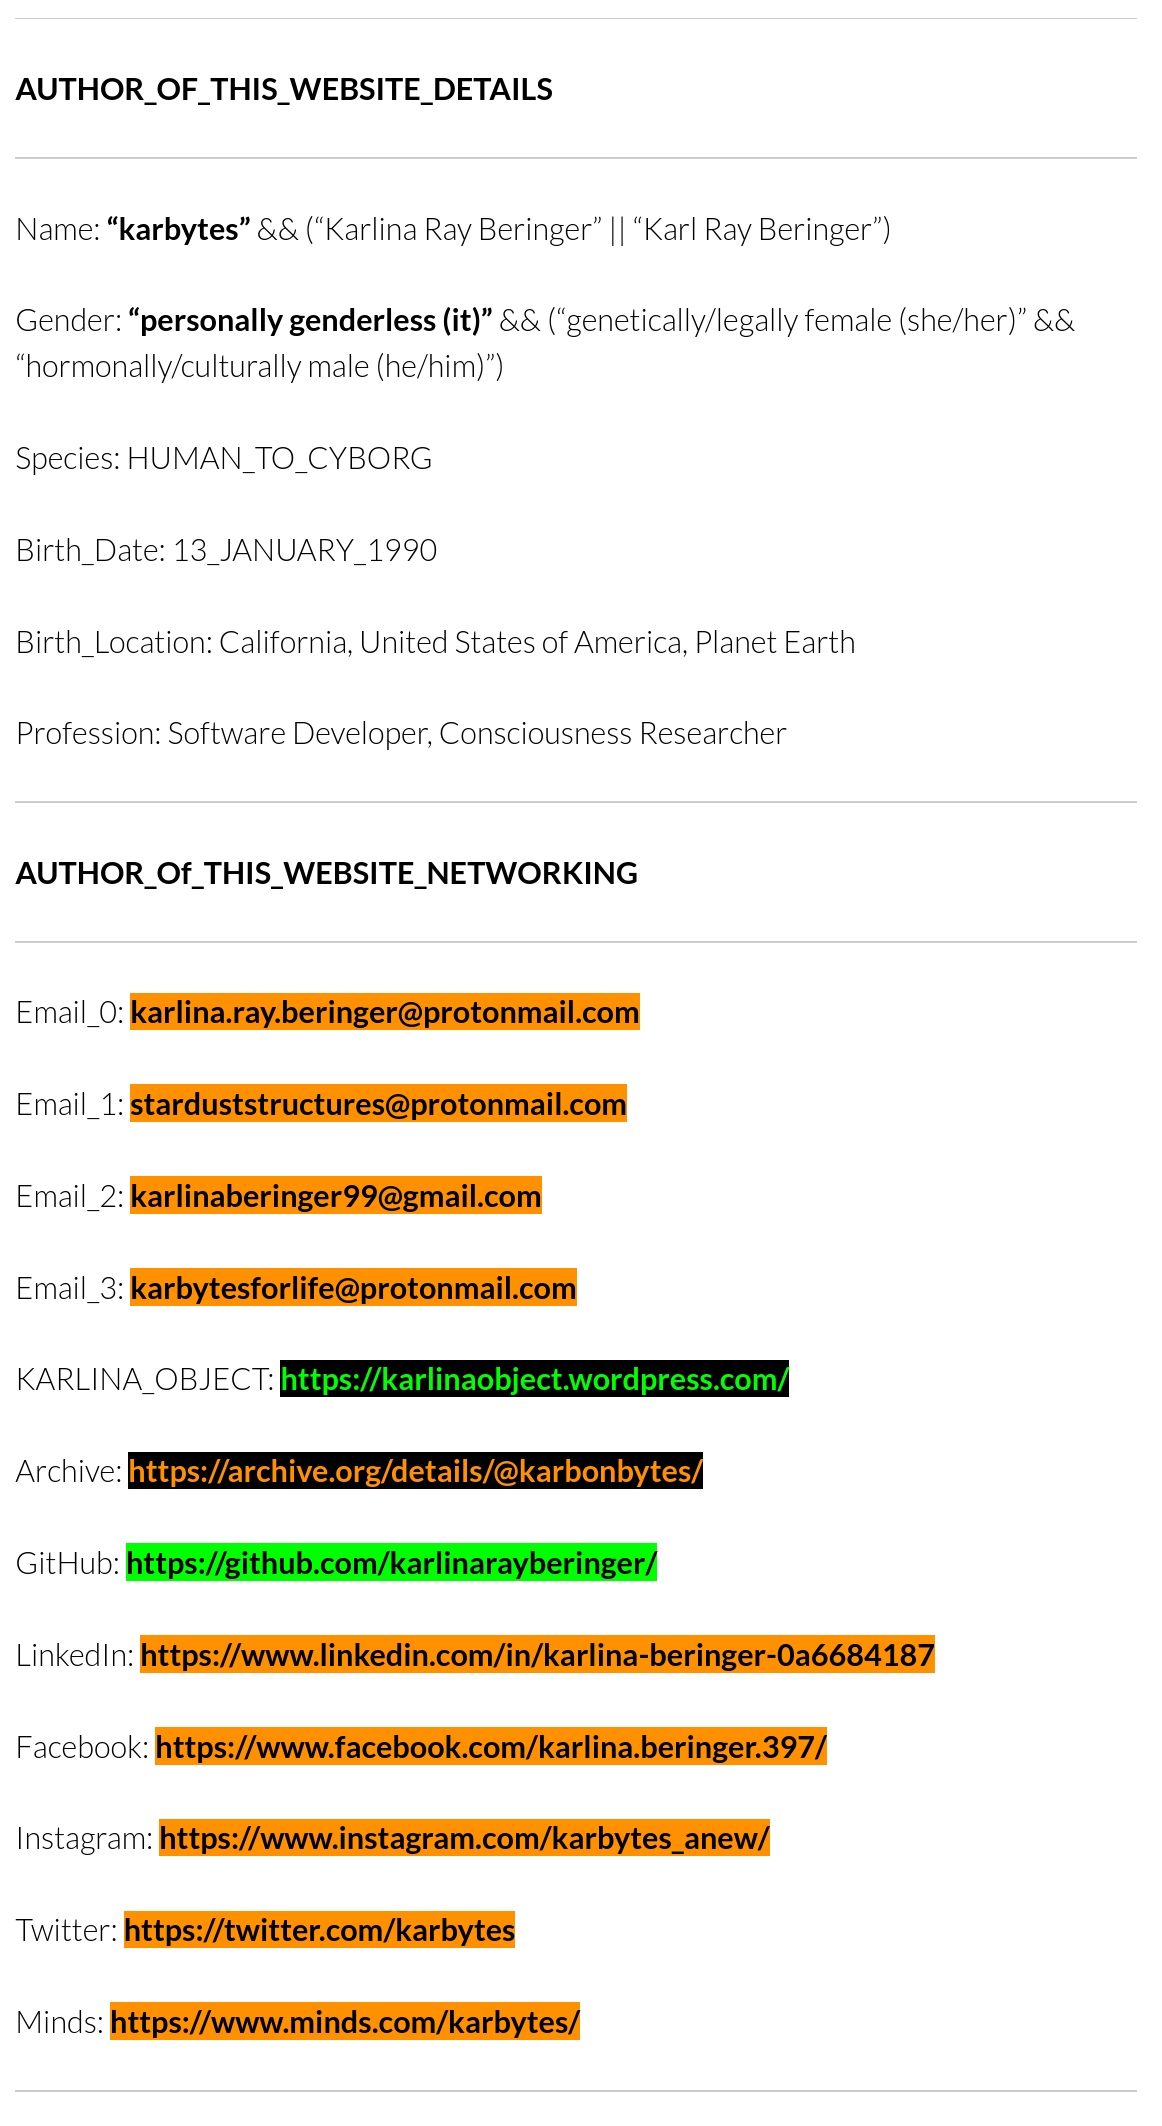 AUTHOR_OF_THIS_WEBSITE_DETAILS
Name: “karbytes” && (“Karlina Ray Beringer” || “Karl Ray Beringer”)
Gender: “personally genderless (it)” && (“genetically/legally female (she/her)” &&
“hormonally/culturally male (he/him)”)
Species: HUMAN_TO_CYBORG
Birth_Date: 13_JANUARY_1990
Birth_Location: California, United States of America, Planet Earth
Profession: Software Developer, Consciousness Researcher
AUTHOR_Of_THIS_WEBSITE_NETWORKING
Email_0: karlina.ray.beringer@protonmail.com
Email_1: starduststructures@protonmail.com
Email_2: karlinaberinger99@gmail.com
Email_3: karbytesforlife@protonmail.com
KARLINA_OBJECT: https://karlinaobject.wordpress.com/
Archive: https://archive.org/details/@karbonbytes/
GitHub: https://github.com/karlinarayberinger/
LinkedIn: https://www.linkedin.com/in/karlina-beringer-0a6684187
Facebook: https://www.facebook.com/karlina.beringer.397/
Instagram: https://www.instagram.com/karbytes_anew/
Twitter: https://twitter.com/karbytes
Minds: https://www.minds.com/karbytes/